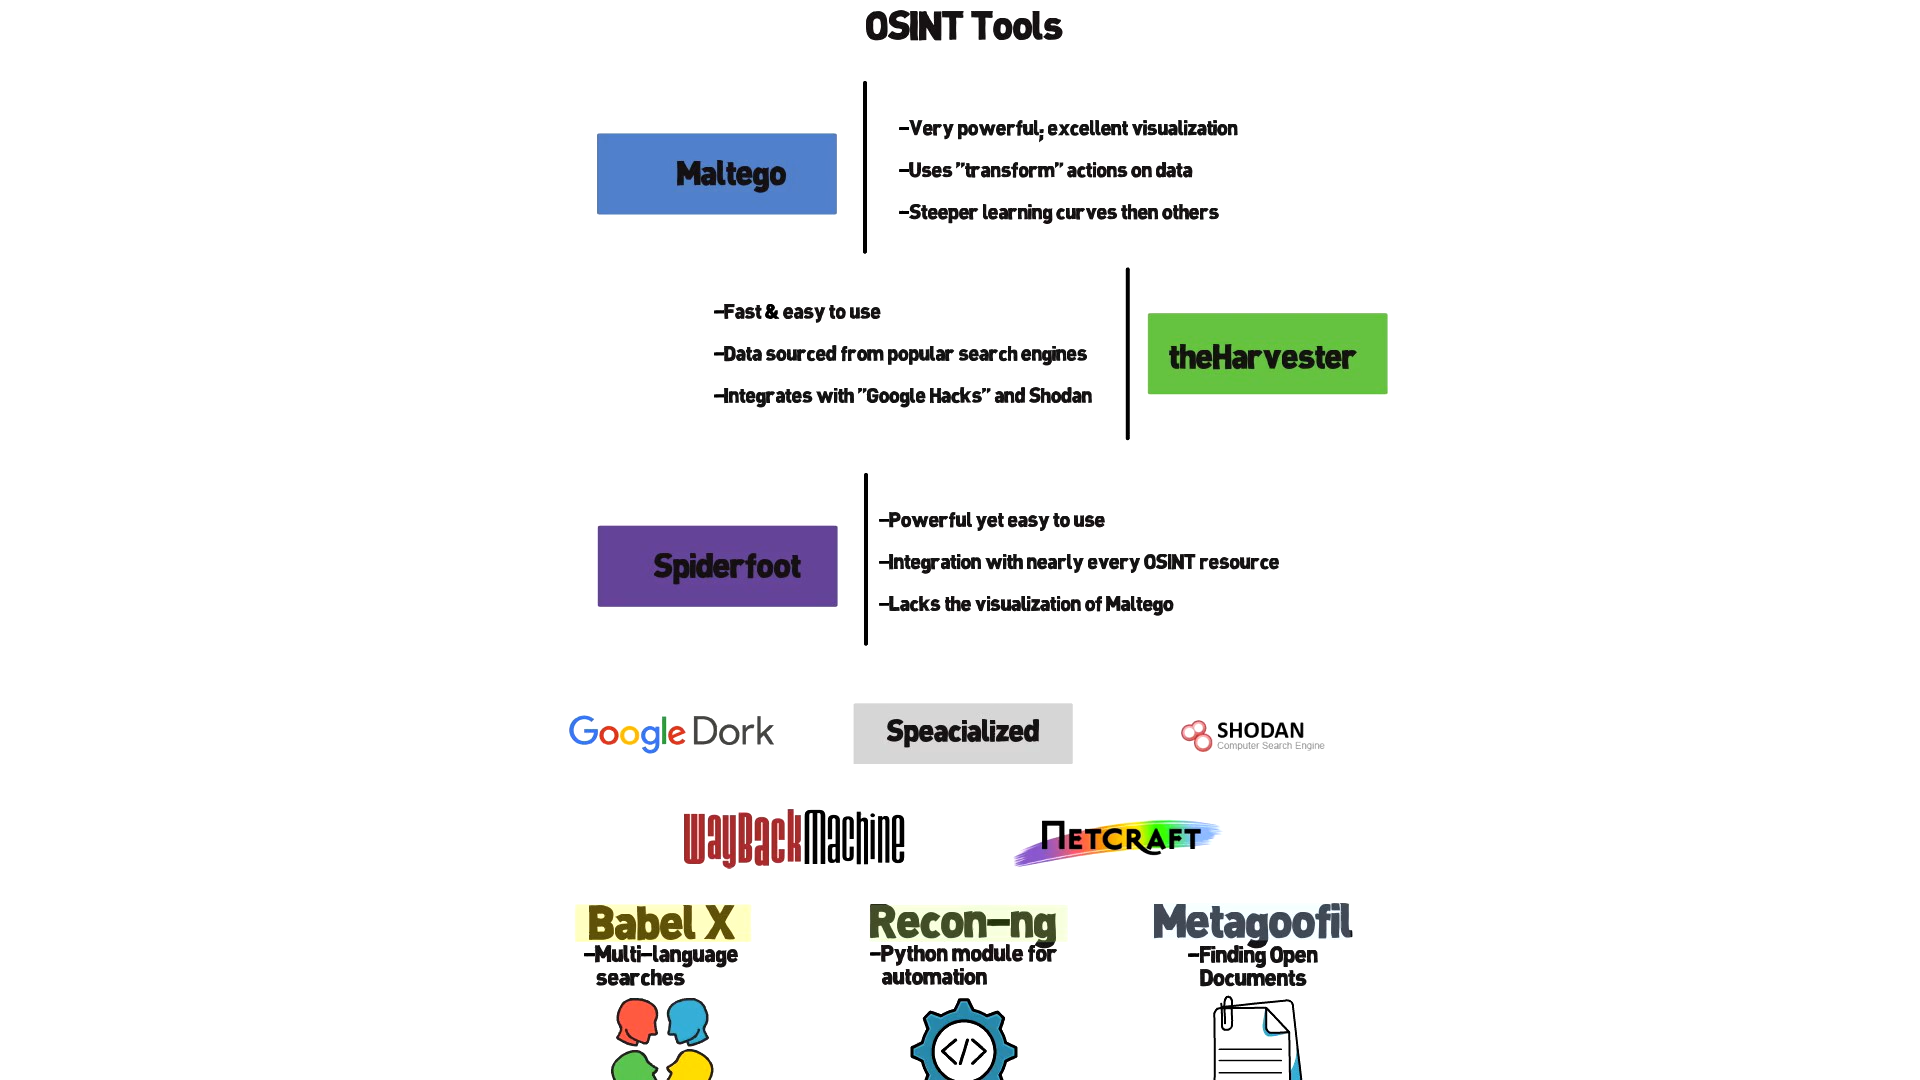 OSINT Tools
Maltego
-Very powerful; excellent visualization
-Uses "transform" actions on data
-Steeper learning curves then others
-Fast & easy to use
-Data sourced from popular search engines
-Integrates with "Google Hacks" and Shodan
theHarvester
Spiderfoot
-Powerful yet easy to use
-Integration with nearly every OSINT resource
-Lacks the visualization of Maltego
Google Dork
Speacialized
SHODAN
Computer Search Engine
WayBackMachine
NETCRAFT
Babel X
-Multi-language
searches
Recon-ng
-Python module for
automation
</>
Metagoofil
-Finding Open
Documents